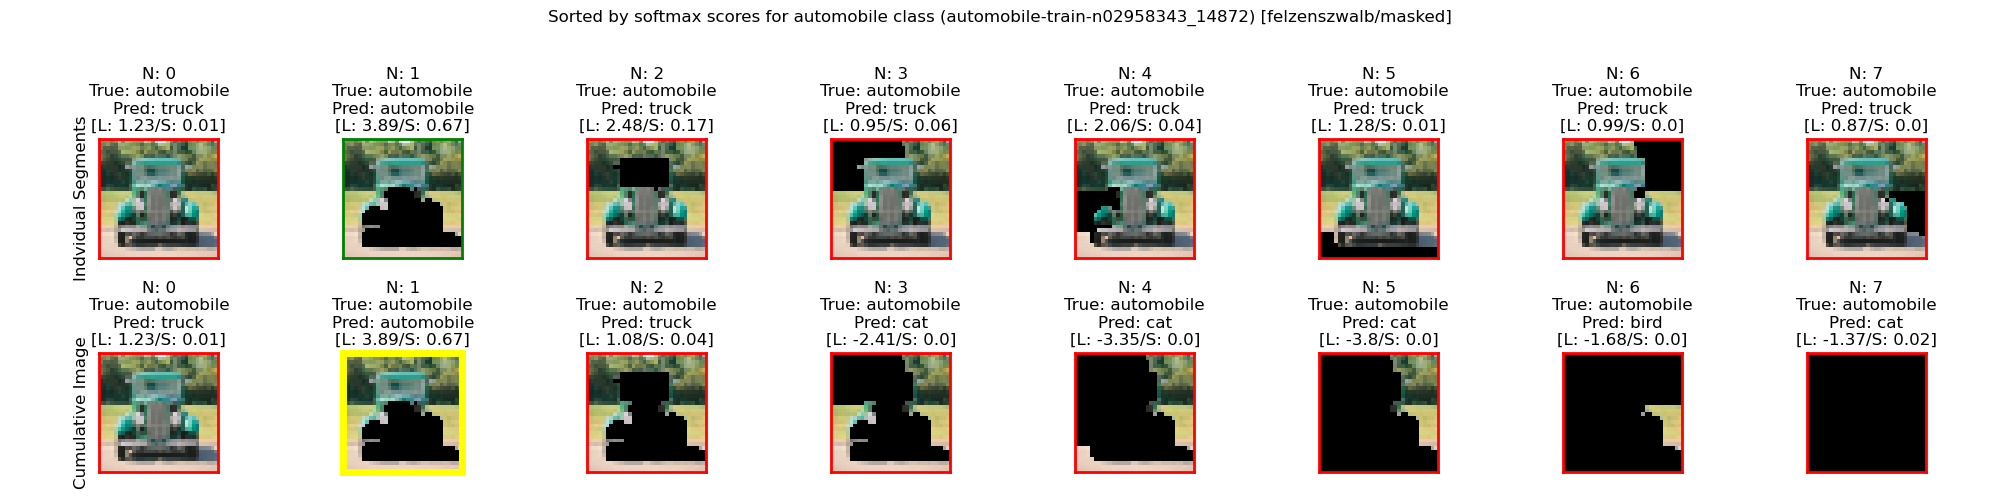 Sorted by softmax scores for automobile class (automobile-train-n02958343_14872) [felzenszwalb/masked]
Individual Segments
N: 0
True: automobile
Pred: truck
[L: 1.23/S: 0.01]
N: 1
True: automobile
Pred: automobile
[L: 3.89/S: 0.67]
N: 2
True: automobile
Pred: truck
[L: 2.48/S: 0.17]
N: 3
True: automobile
Pred: truck
[L: 0.95/S: 0.06]
N: 4
True: automobile
Pred: truck
[L: 2.06/S: 0.04]
N: 5
True: automobile
Pred: truck
[L: 1.28/S: 0.01]
N: 6
True: automobile
Pred: truck
[L: 0.99/S: 0.0]
N: 7
True: automobile
Pred: truck
[L: 0.87/S: 0.0]
Cumulative Image
N: 0
True: automobile
Pred: truck
[L: 1.23/S: 0.01]
N: 1
True: automobile
Pred: automobile
[L: 3.89/S: 0.67]
N: 2
True: automobile
Pred: truck
[L: 1.08/S: 0.04]
N: 3
True: automobile
Pred: cat
[L: -2.41/S: 0.0]
N: 4
True: automobile
Pred: cat
[L: -3.35/S: 0.0]
N: 5
True: automobile
Pred: cat
[L: -3.8/S: 0.0]
N: 6
True: automobile
Pred: bird
[L: -1.68/S: 0.0]
N: 7
True: automobile
Pred: cat
[L: -1.37/S: 0.02]